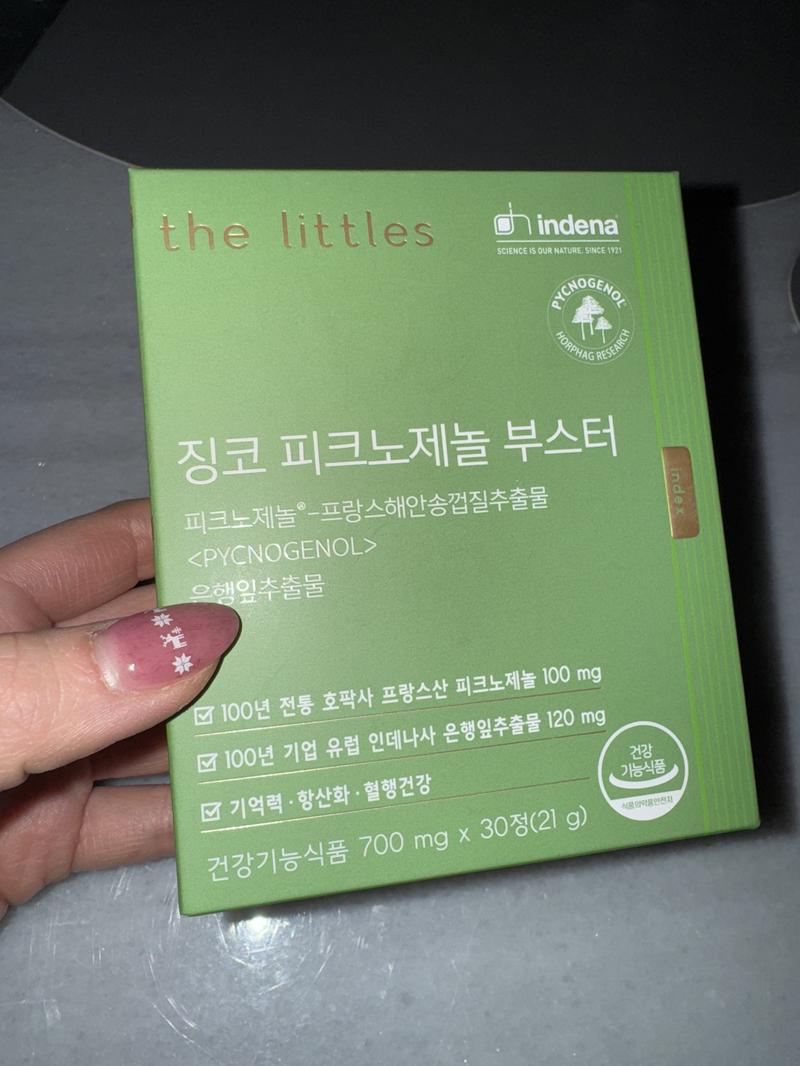 the littles
indena
SCIENCE IS OUR NATURE. SINCE 1921
PYCNOGENOL®
HORPHAG RESEARCH
징코 피크노제놀 부스터
피크노제놀®-프랑스해안송껍질추출물
<PYCNOGENOL>
은행잎추출물
index
100년 전통 호팍사 프랑스산 피크노제놀 100 mg
100년 기업 유럽 인데나사 은행잎추출물 120 mg
기억력·항산화·혈행건강
건강
기능식품
식품의약품안전처
건강기능식품 700 mg x 30정(21 g)